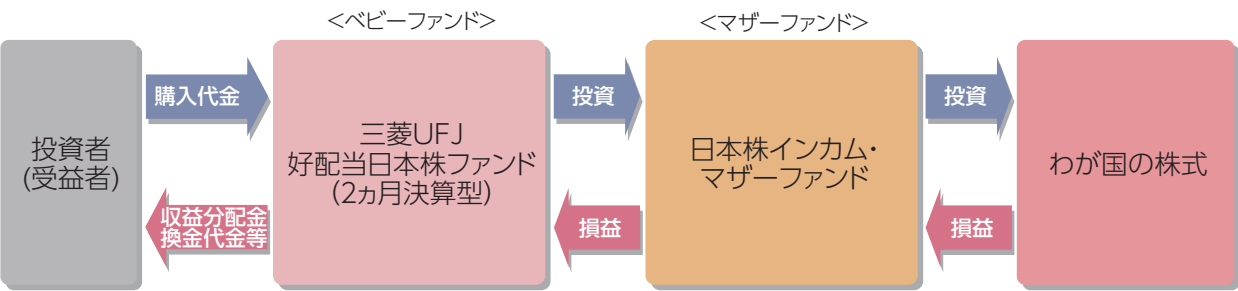 <ベビーファンド>
<マザーファンド>
投資者
(受益者)
購入代金
収益分配金
換金代金等
三菱UFJ
好配当日本株ファンド
(2ヵ月決算型)
投資
損益
日本株インカム・
マザーファンド
投資
損益
わが国の株式